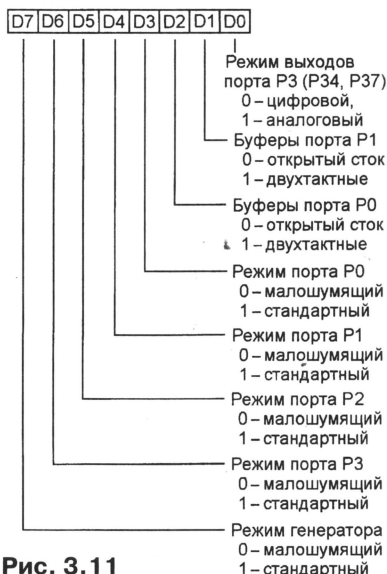 D7 D6 D5 D4 D3 D2 D1 D0
Режим выходов
порта P3 (P34, P37)
0 – цифровой,
1 – аналоговый
Буферы порта P1
0 – открытый сток
1 – двухтактные
Буферы порта P0
0 – открытый сток
1 – двухтактные
Режим порта P0
0 – малошумящий
1 – стандартный
Режим порта P1
0 – малошумящий
1 – стандартный
Режим порта P2
0 – малошумящий
1 – стандартный
Режим порта P3
0 – малошумящий
1 – стандартный
Режим генератора
0 – малошумящий
1 – стандартный
Рис. 3.11